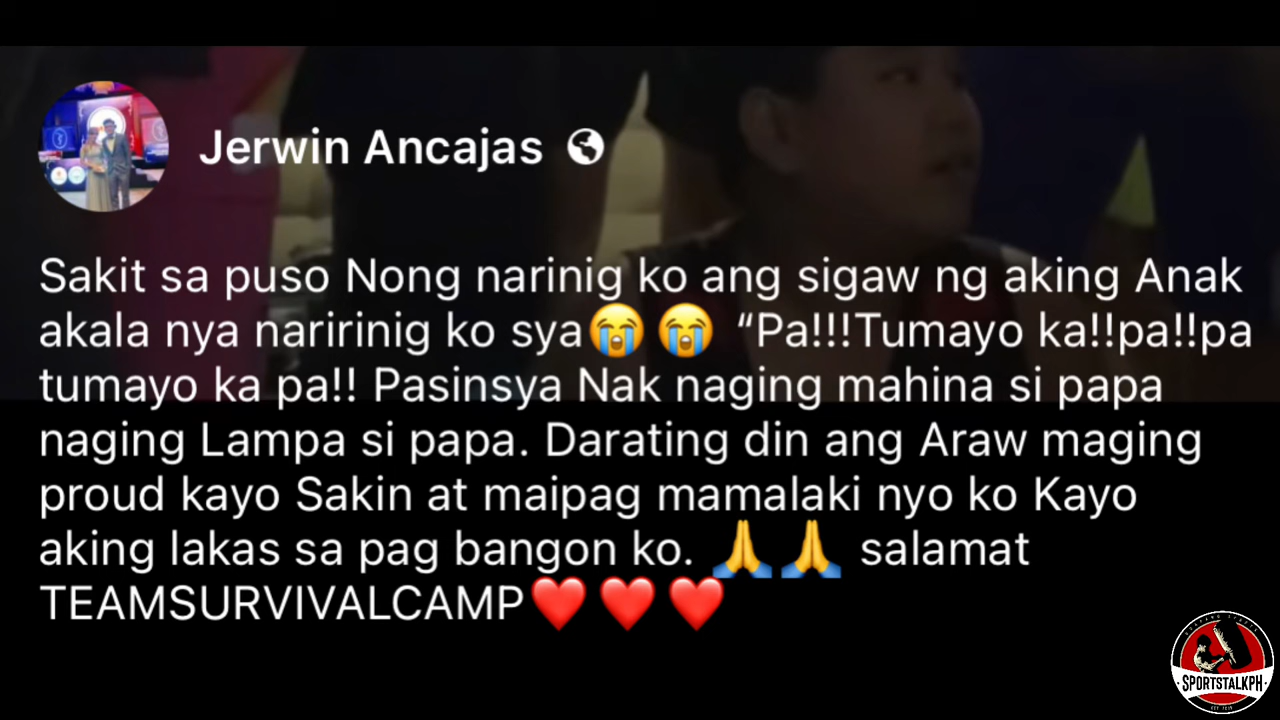 Jerwin Ancajas
Sakit sa puso Nong narinig ko ang sigaw ng aking Anak
akala nya naririnig ko sya😭😭 “Pa!!!Tumayo ka!!pa!!pa
tumayo ka pa!! Pasinsya Nak naging mahina si papa
naging Lampa si papa. Darating din ang Araw maging
proud kayo Sakin at maipag mamalaki nyo ko Kayo
aking lakas sa pag bangon ko. 🙏🙏 salamat
TEAMSURVIVALCAMP❤️❤️❤️
SPORTSTALKPH